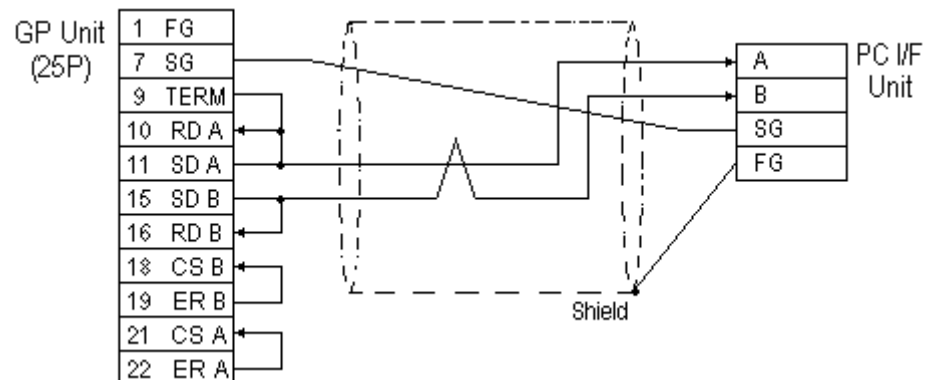 GP Unit
(25P)
1 FG
7 SG
9 TERM
10 RD A
11 SD A
15 SD B
16 RD B
18 CS B
19 ER B
21 CS A
22 ER A
Shield
A
B
SG
FG
PC I/F
Unit